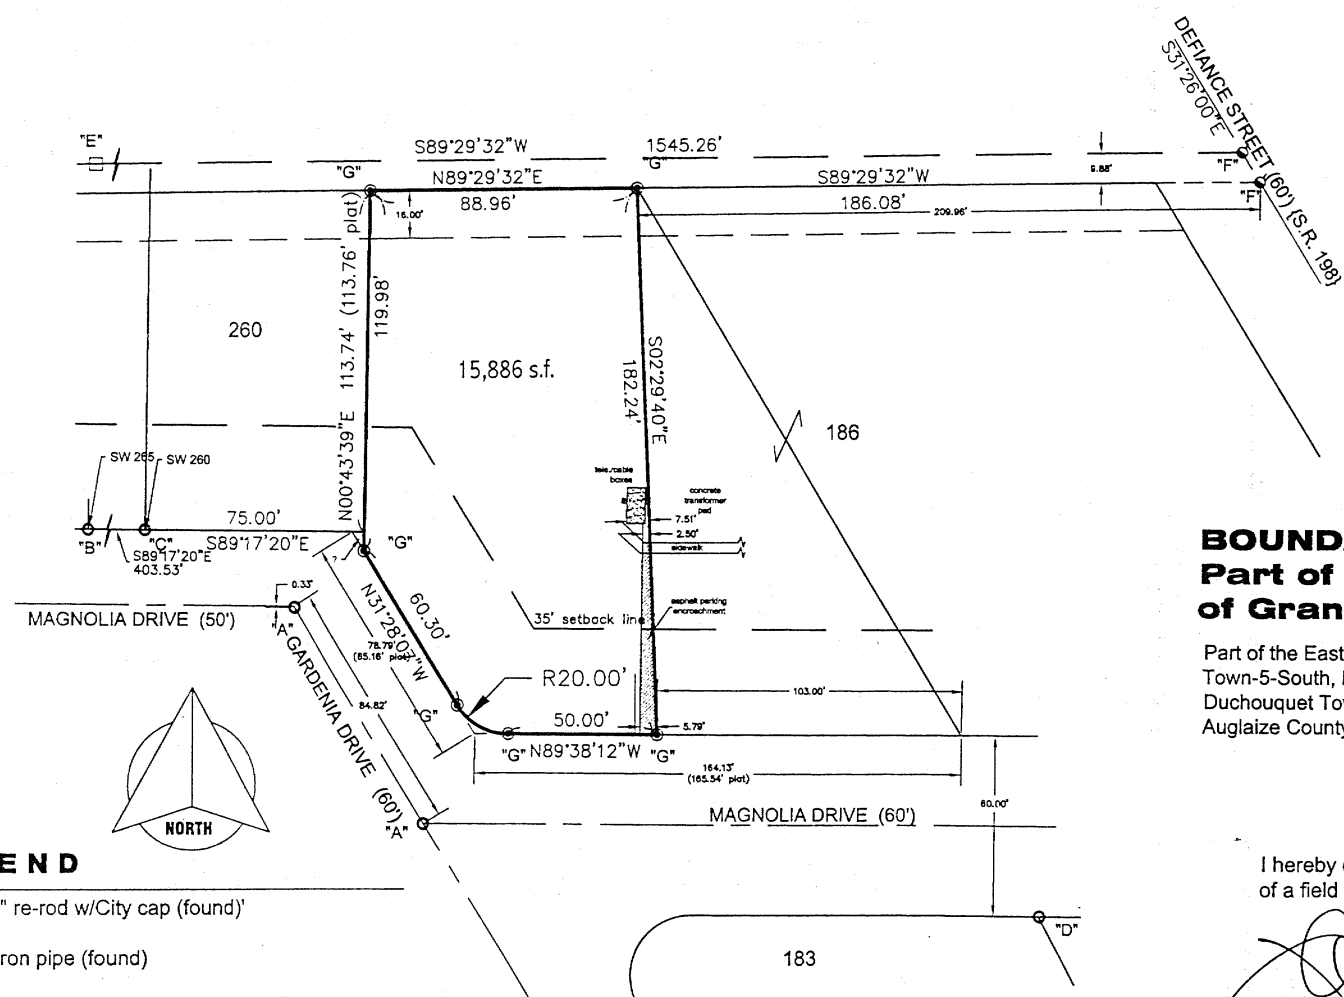 DEFIANCE STREET (60') {S.R. 198}
S31°26'00"E
"E"
S89°29'32"W
1545.26'
"G"
"G"
N89°29'32"E
88.96'
S89°29'32"W
9.88'
"F"
"F"
186.08'
209.96'
16.00'
N00°43'39"E 113.74' (113.76' plat)
119.98'
260
15,886 s.f.
S02°29'40"E
182.24'
186
SW 265
SW 260
boxes
concrete
transformer
pad
7.51'
2.50'
sidewalk
75.00'
"B"
"C"
S89°17'20"E
S89°17'20"E
403.53'
"G"
?
0.33'
MAGNOLIA DRIVE (50')
"A"
N31°28'07"W
60.30'
78.79'
(85.16' plat)
asphalt parking
encroachment
35' setback line
GARDENIA DRIVE (60')
84.82'
"G"
R20.00'
103.00'
50.00'
5.79'
"G"
N89°38'12"W
"G"
164.13'
(165.54' plat)
NORTH
"A"
MAGNOLIA DRIVE (60')
60.00'
"D"
183
BOUND
Part of
of Gran
Part of the East
Town-5-South,
Duchouquet To
Auglaize County
I hereby
of a field
END
" re-rod w/City cap (found)'
ron pipe (found)